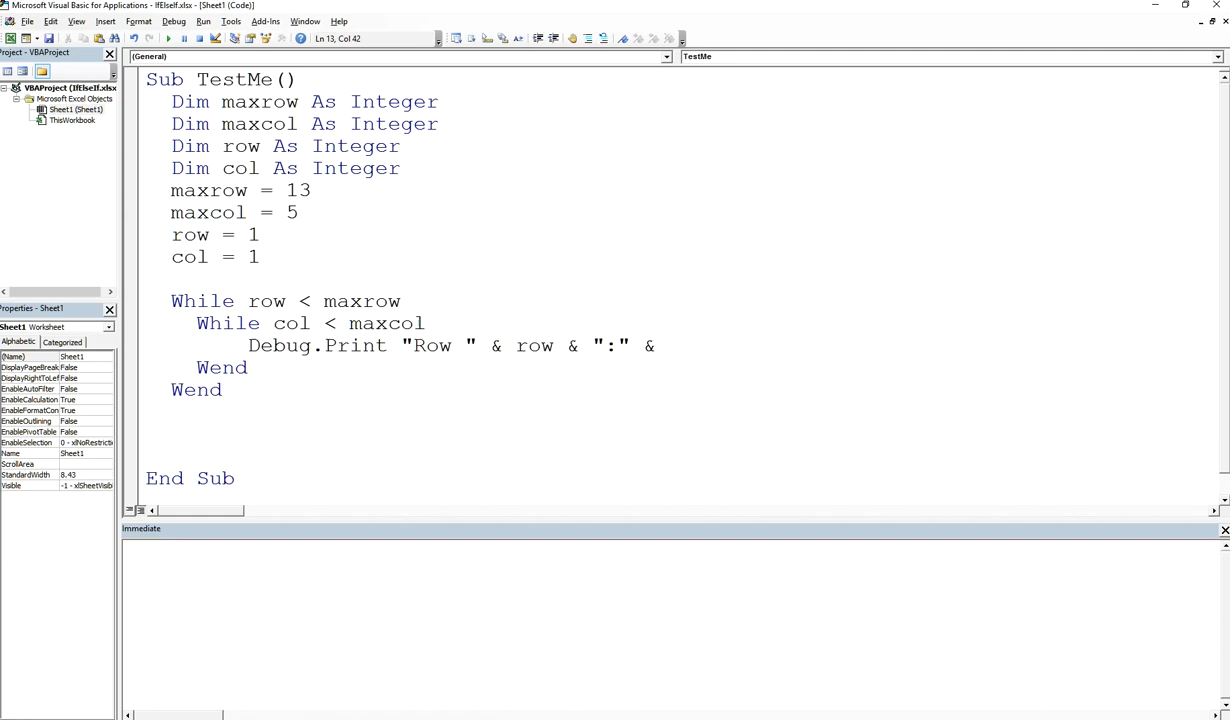 Microsoft Visual Basic for Applications - IfElseIf.xlsx - [Sheet1 (Code)]
File Edit View Insert Format Debug Run Tools Add-Ins Window Help
Ln 13, Col 42
Project - VBAProject
(General) TestMe
VBAProject (IfElseIf.xlsx
Microsoft Excel Objects
Sheet1 (Sheet1)
ThisWorkbook
Sub TestMe()
Dim maxrow As Integer
Dim maxcol As Integer
Dim row As Integer
Dim col As Integer
maxrow = 13
maxcol = 5
row = 1
col = 1
While row < maxrow
While col < maxcol
Debug.Print "Row " & row & ":" &
Wend
Wend
End Sub
Properties - Sheet1
Sheet1 Worksheet
Alphabetic Categorized
(Name) Sheet1
DisplayPageBreak False
DisplayRightToLef False
EnableAutoFilter False
EnableCalculation True
EnableFormatCon True
EnableOutlining False
EnablePivotTable False
EnableSelection 0 - xlNoRestricti
Name Sheet1
ScrollArea
StandardWidth 8.43
Visible -1 - xlSheetVisib
Immediate